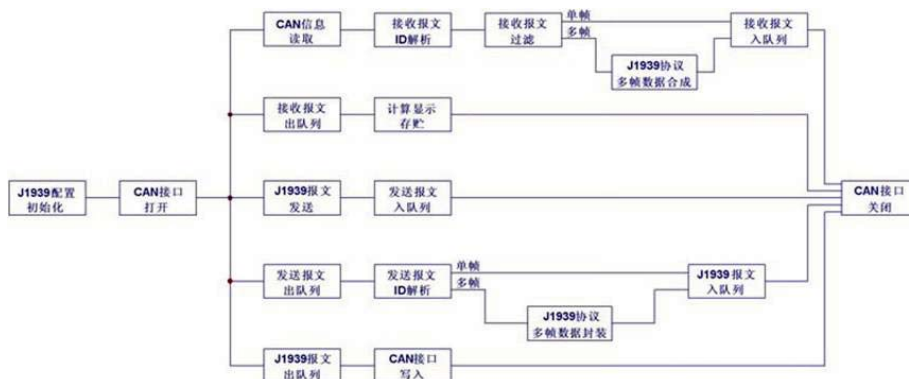 CAN信息
读取
接收报文
ID解析
接收报文
过滤
单帧
多帧
接收报文
入队列
J1939协议
多帧数据合成
接收报文
出队列
计算显示
存贮
J1939配置
初始化
CAN接口
打开
J1939报文
发送
发送报文
入队列
CAN接口
关闭
发送报文
出队列
发送报文
ID解析
单帧
多帧
J1939报文
入队列
J1939协议
多帧数据封装
J1939报文
出队列
CAN接口
写入